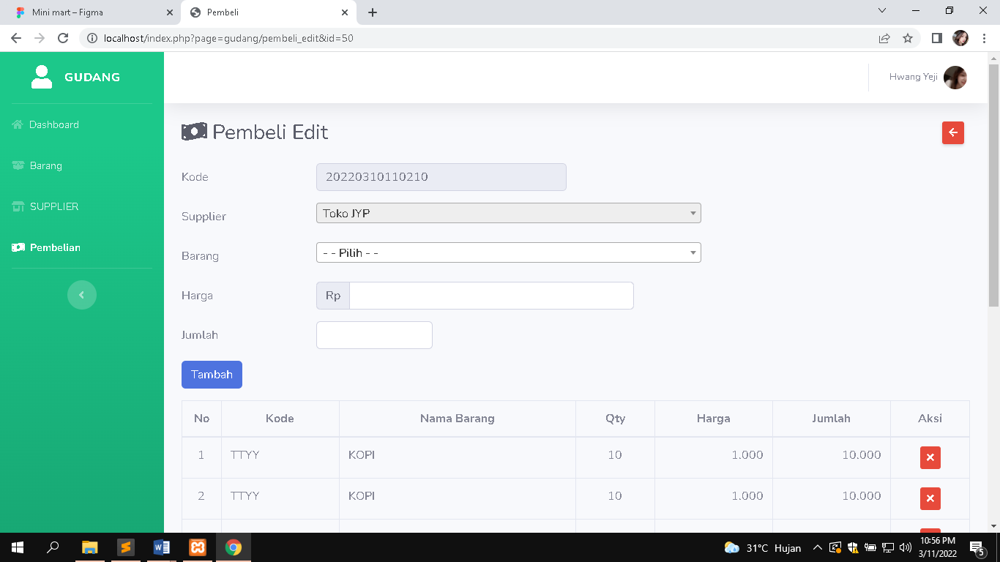 Mini mart – Figma
Pembeli
localhost/index.php?page=gudang/pembeli_edit&id=50
GUDANG
Hwang Yeji
Dashboard
Barang
SUPPLIER
Pembelian
Pembeli Edit
Kode
20220310110210
Supplier
Toko JYP
Barang
- - Pilih - -
Harga
Rp
Jumlah
Tambah
No Kode Nama Barang Qty Harga Jumlah Aksi
1 TTYY KOPI 10 1.000 10.000
2 TTYY KOPI 10 1.000 10.000
31°C Hujan
10:56 PM
3/11/2022
5